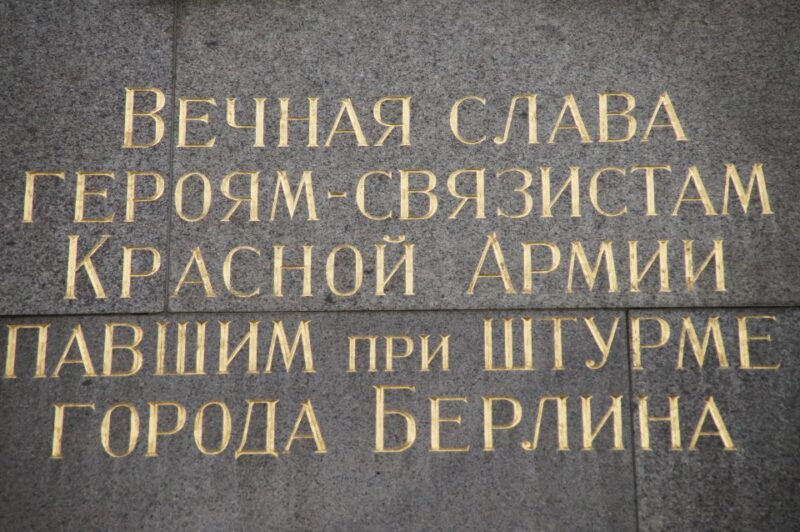 Вечная слава
героям-связистам
Красной Армии
павшим при штурме
города Берлина